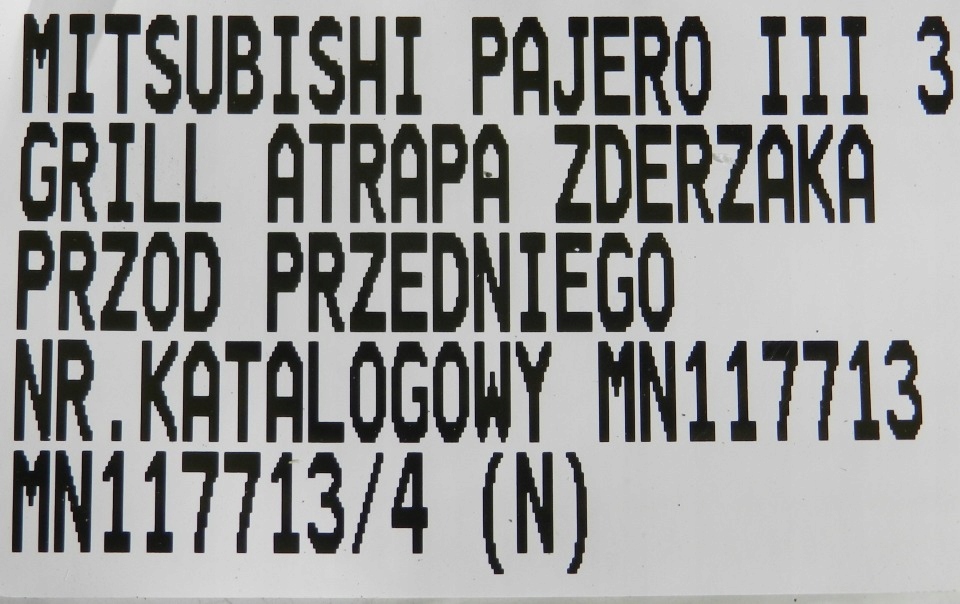 MITSUBISHI PAJERO III 3
GRILL ATRAPA ZDERZAKA
PRZOD PRZEDNIEGO
NR.KATALOGOWY MN117713
MN117713/4 (N)